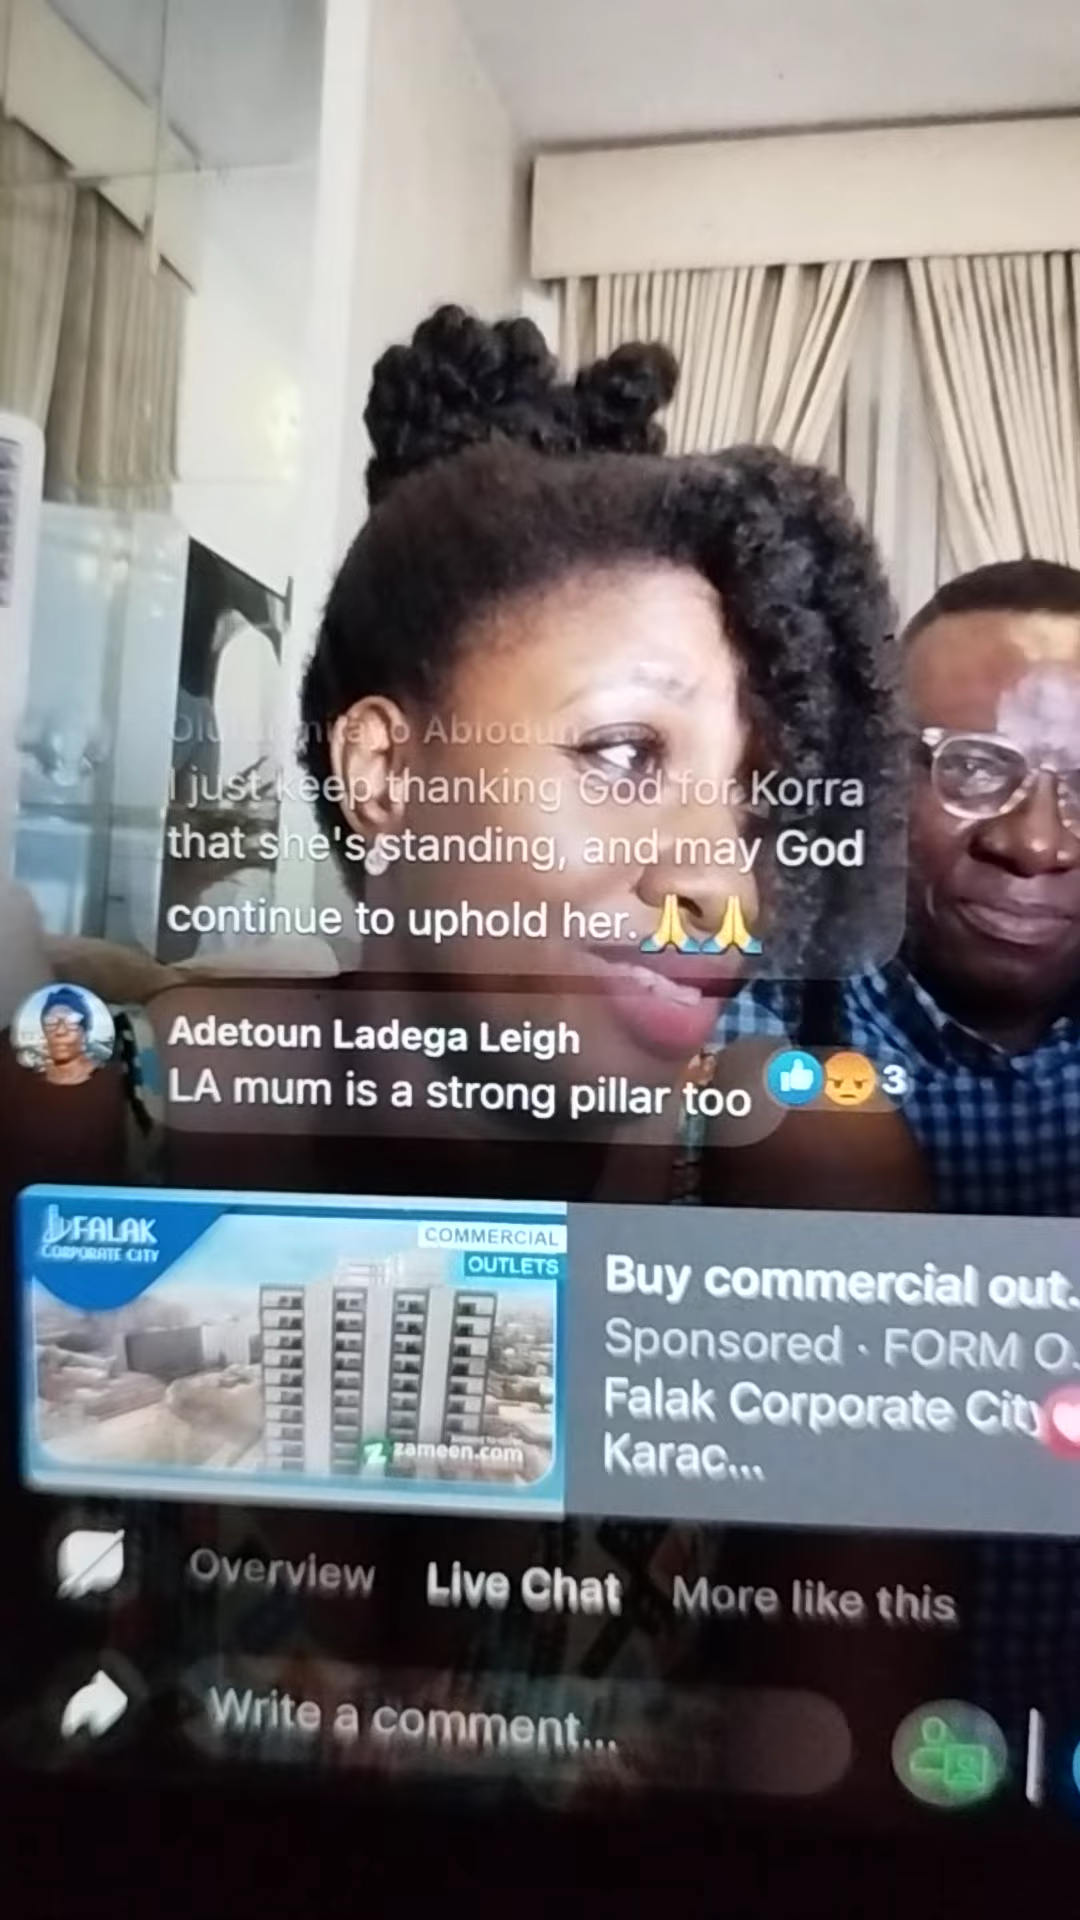 Abiodun
I just keep thanking God for Korra
that she's standing, and may God
continue to uphold her. 🙏🙏
Adetoun Ladega Leigh
LA mum is a strong pillar too
3
FALAK
CORPORATE CITY
COMMERCIAL
OUTLETS
zameen.com
Buy commercial out...
Sponsored · FORM O...
Falak Corporate City
Karac...
Overview
Live Chat
More like this
Write a comment...